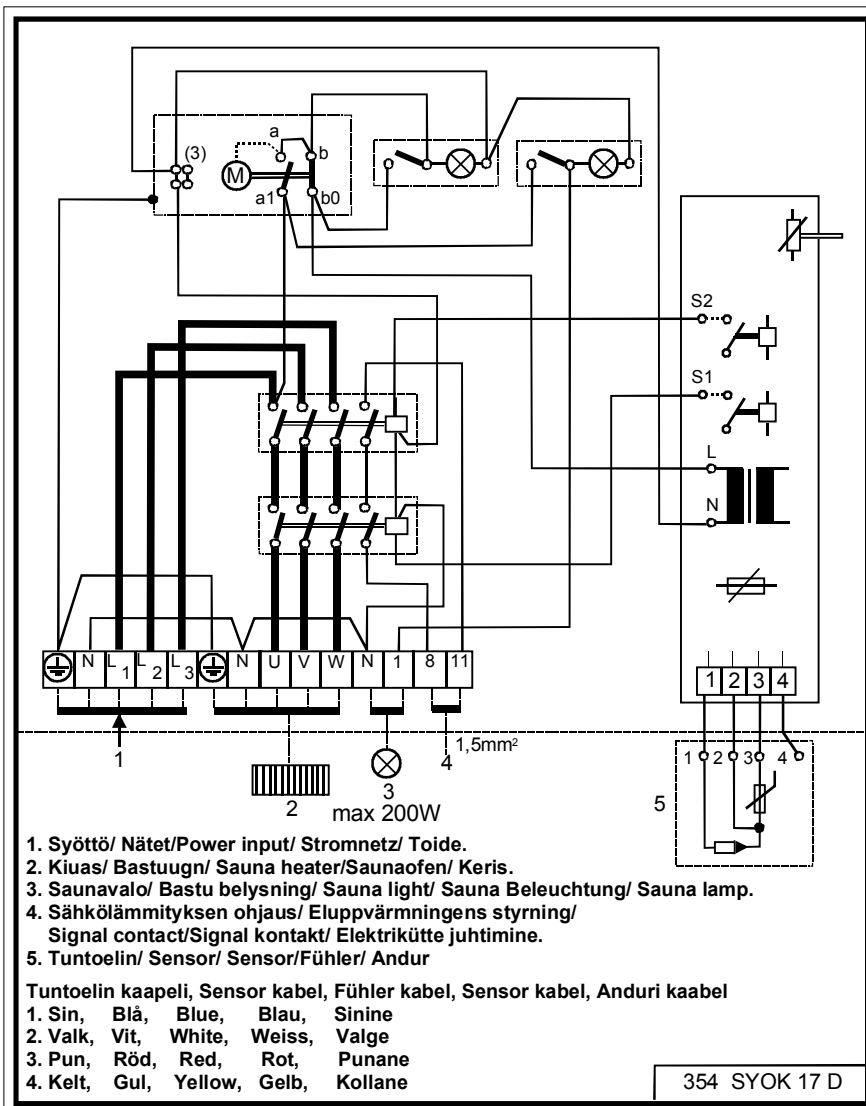 a
b
(3)
M
a1
b0
S2
S1
L
N
N L1 L2 L3 N U V W N 1 8 11
1 2 3 4
1,5mm²
1
4
1 2 3 4
3
5
2
max 200W
1. Syöttö/ Nätet/Power input/ Stromnetz/ Toide.
2. Kiuas/ Bastuugn/ Sauna heater/Saunaofen/ Keris.
3. Saunavalo/ Bastu belysning/ Sauna light/ Sauna Beleuchtung/ Sauna lamp.
4. Sähkölämmityksen ohjaus/ Eluppvärmningens styrning/
Signal contact/Signal kontakt/ Elektrikütte juhtimine.
5. Tuntoelin/ Sensor/ Sensor/Fühler/ Andur
Tuntoelin kaapeli, Sensor kabel, Fühler kabel, Sensor kabel, Anduri kaabel
1. Sin, Blå, Blue, Blau, Sinine
2. Valk, Vit, White, Weiss, Valge
3. Pun, Röd, Red, Rot, Punane
4. Kelt, Gul, Yellow, Gelb, Kollane
354 SYOK 17 D